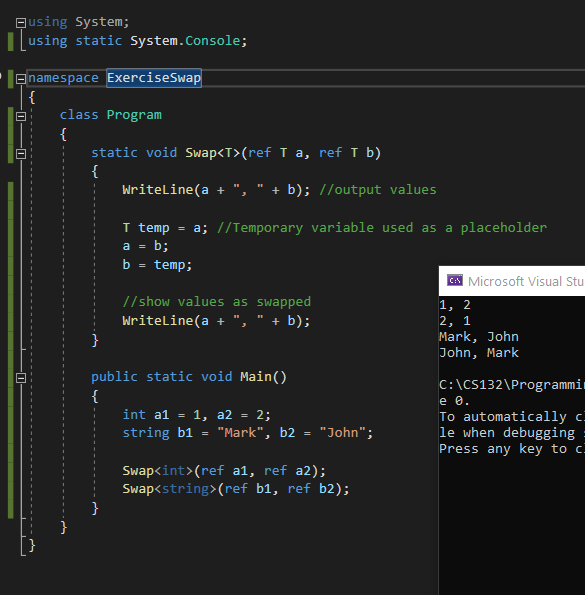 using System;
using static System.Console;
namespace ExerciseSwap
{
class Program
{
static void Swap<T>(ref T a, ref T b)
{
WriteLine(a + ", " + b); //output values
T temp = a; //Temporary variable used as a placeholder
a = b;
b = temp;
//show values as swapped
WriteLine(a + ", " + b);
}
public static void Main()
{
int a1 = 1, a2 = 2;
string b1 = "Mark", b2 = "John";
Swap<int>(ref a1, ref a2);
Swap<string>(ref b1, ref b2);
}
}
}
Microsoft Visual Stu
1, 2
2, 1
Mark, John
John, Mark
C:\CS132\Programmin
e 0.
To automatically cl
le when debugging s
Press any key to cl